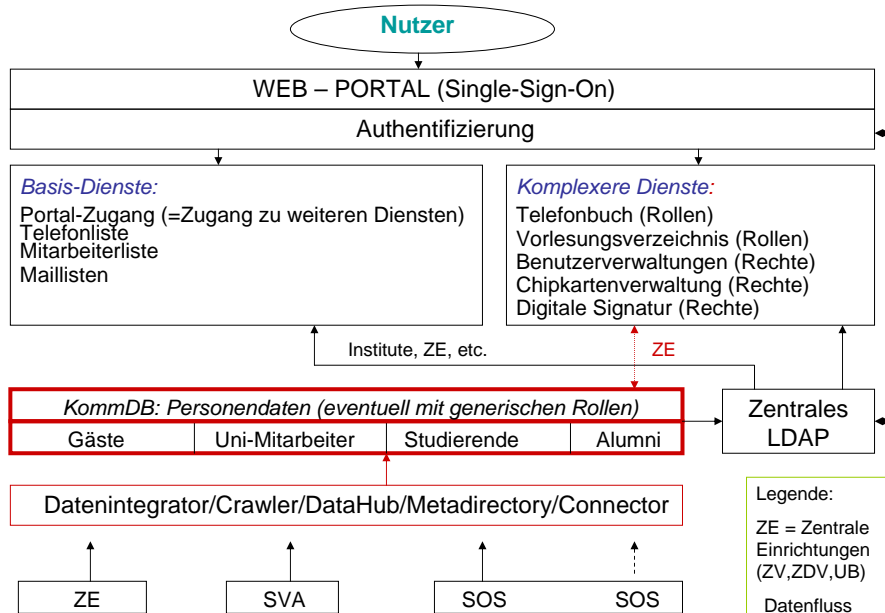 Nutzer
WEB – PORTAL (Single-Sign-On)
Authentifizierung
Basis-Dienste:
Portal-Zugang (=Zugang zu weiteren Diensten)
Telefonliste
Mitarbeiterliste
Maillisten
Komplexere Dienste:
Telefonbuch (Rollen)
Vorlesungsverzeichnis (Rollen)
Benutzerverwaltungen (Rechte)
Chipkartenverwaltung (Rechte)
Digitale Signatur (Rechte)
Institute, ZE, etc.
ZE
KommDB: Personendaten (eventuell mit generischen Rollen)
Gäste
Uni-Mitarbeiter
Studierende
Alumni
Zentrales
LDAP
Datenintegrator/Crawler/DataHub/Metadirectory/Connector
Legende:
ZE = Zentrale
Einrichtungen
(ZV,ZDV,UB)
Datenfluss
ZE
SVA
SOS
SOS